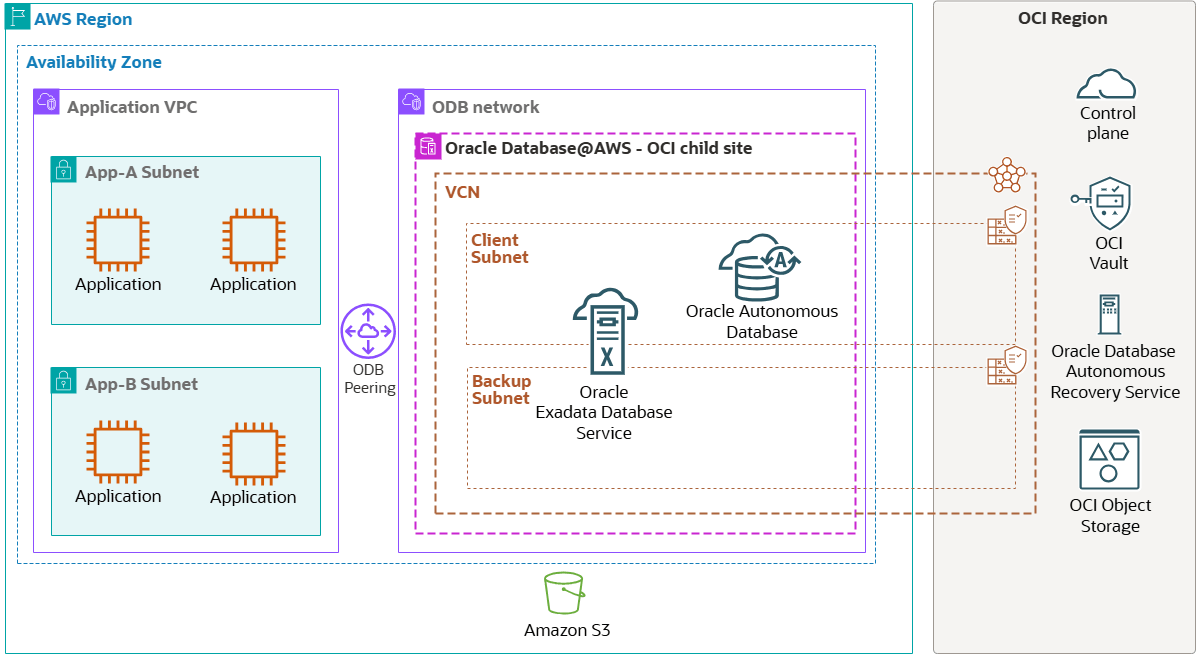 AWS Region
Availability Zone
Application VPC
App-A Subnet
Application
Application
App-B Subnet
Application
Application
ODB
Peering
ODB network
Oracle Database@AWS - OCI child site
VCN
Client
Subnet
A
Oracle Autonomous
Database
X
Oracle
Exadata Database
Service
Backup
Subnet
Amazon S3
OCI Region
Control
plane
OCI
Vault
Oracle Database
Autonomous
Recovery Service
OCI Object
Storage